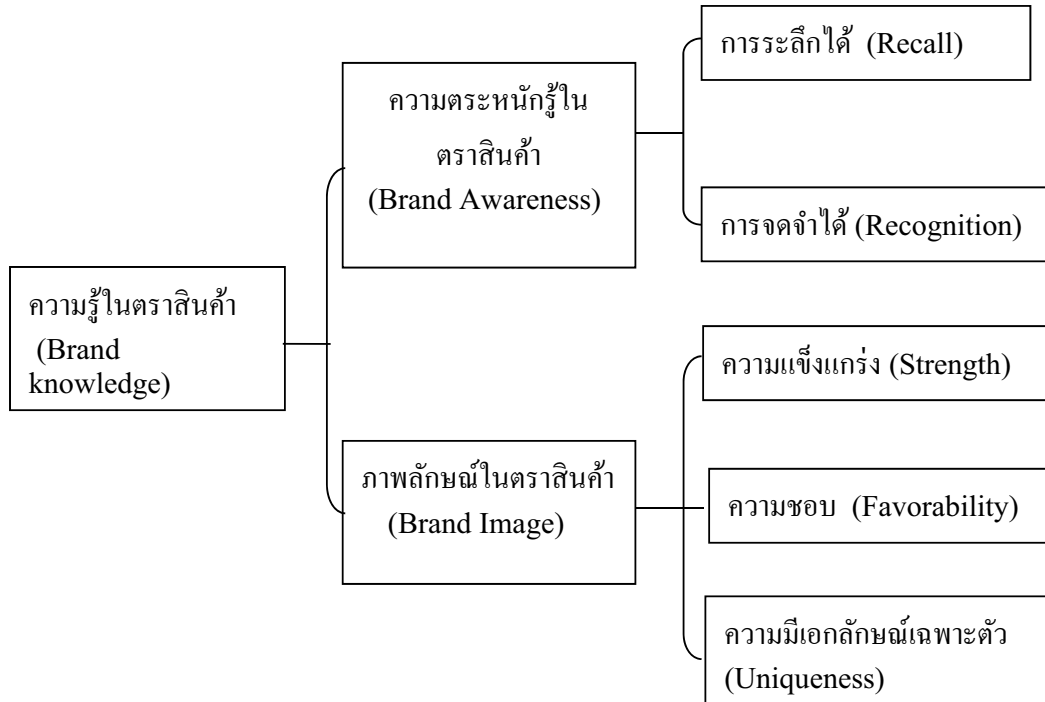 ความรู้ในตราสินค้า
(Brand
knowledge)
ความตระหนักรู้ใน
ตราสินค้า
(Brand Awareness)
การระลึกได้ (Recall)
การจดจำได้ (Recognition)
ภาพลักษณ์ในตราสินค้า
(Brand Image)
ความแข็งแกร่ง (Strength)
ความชอบ (Favorability)
ความมีเอกลักษณ์เฉพาะตัว
(Uniqueness)